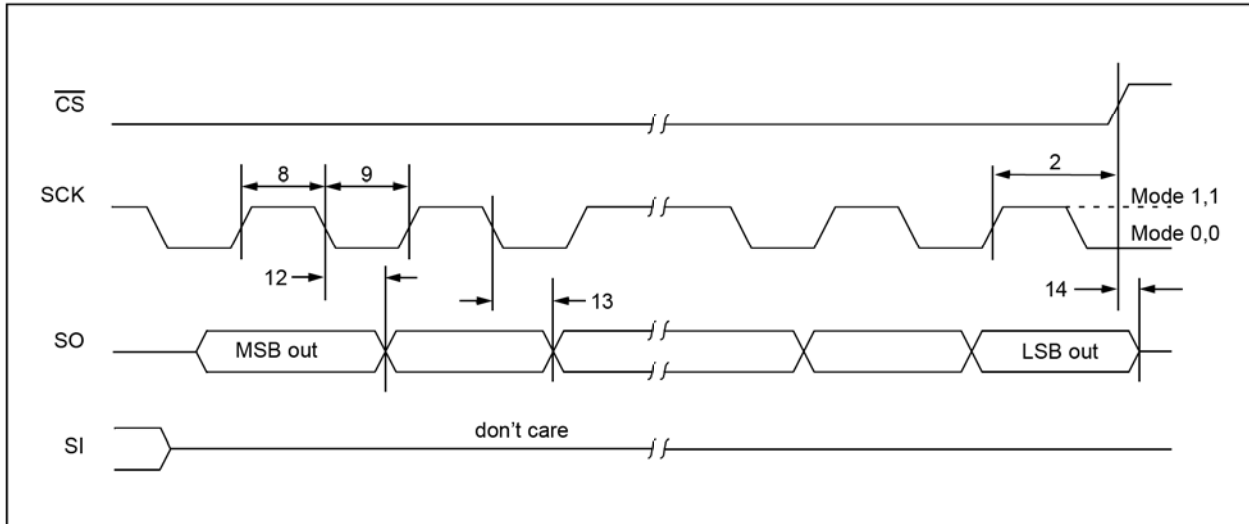 CS
2
8
9
SCK
Mode 1,1
Mode 0,0
12
13
14
SO
MSB out
LSB out
SI
don't care